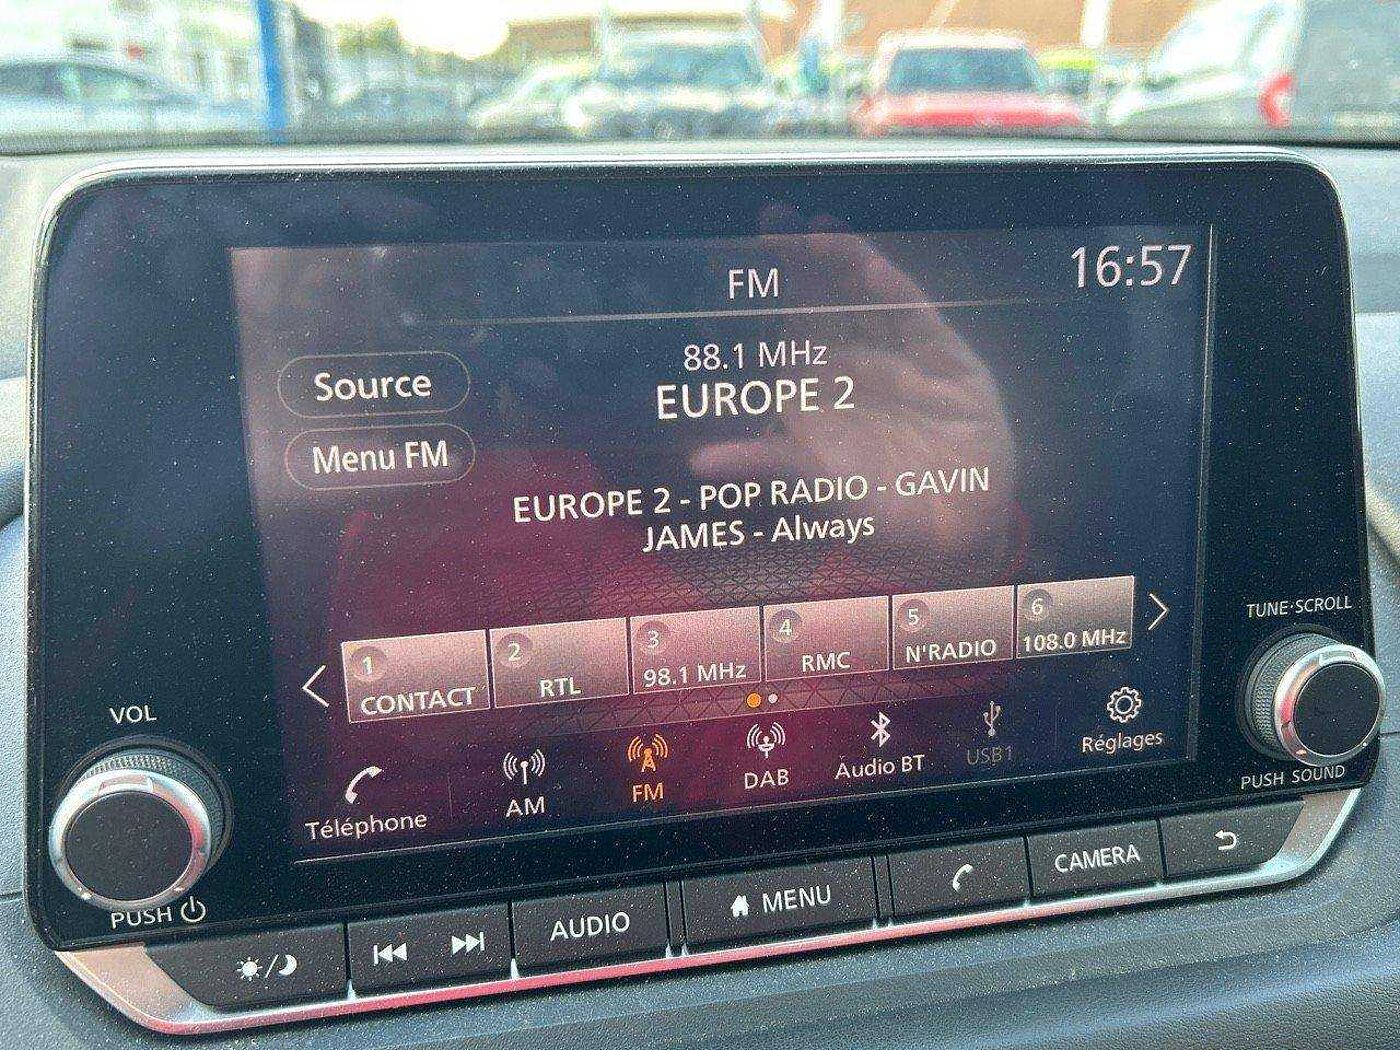 FM
16:57
88.1 MHz
EUROPE 2
Source
Menu FM
EUROPE 2 - POP RADIO - GAVIN
JAMES - Always
1
CONTACT
2
RTL
3
98.1 MHz
4
RMC
5
N'RADIO
6
108.0 MHz
Téléphone
AM
FM
DAB
Audio BT
USB1
Réglages
VOL
PUSH
TUNE·SCROLL
PUSH SOUND
AUDIO
MENU
CAMERA